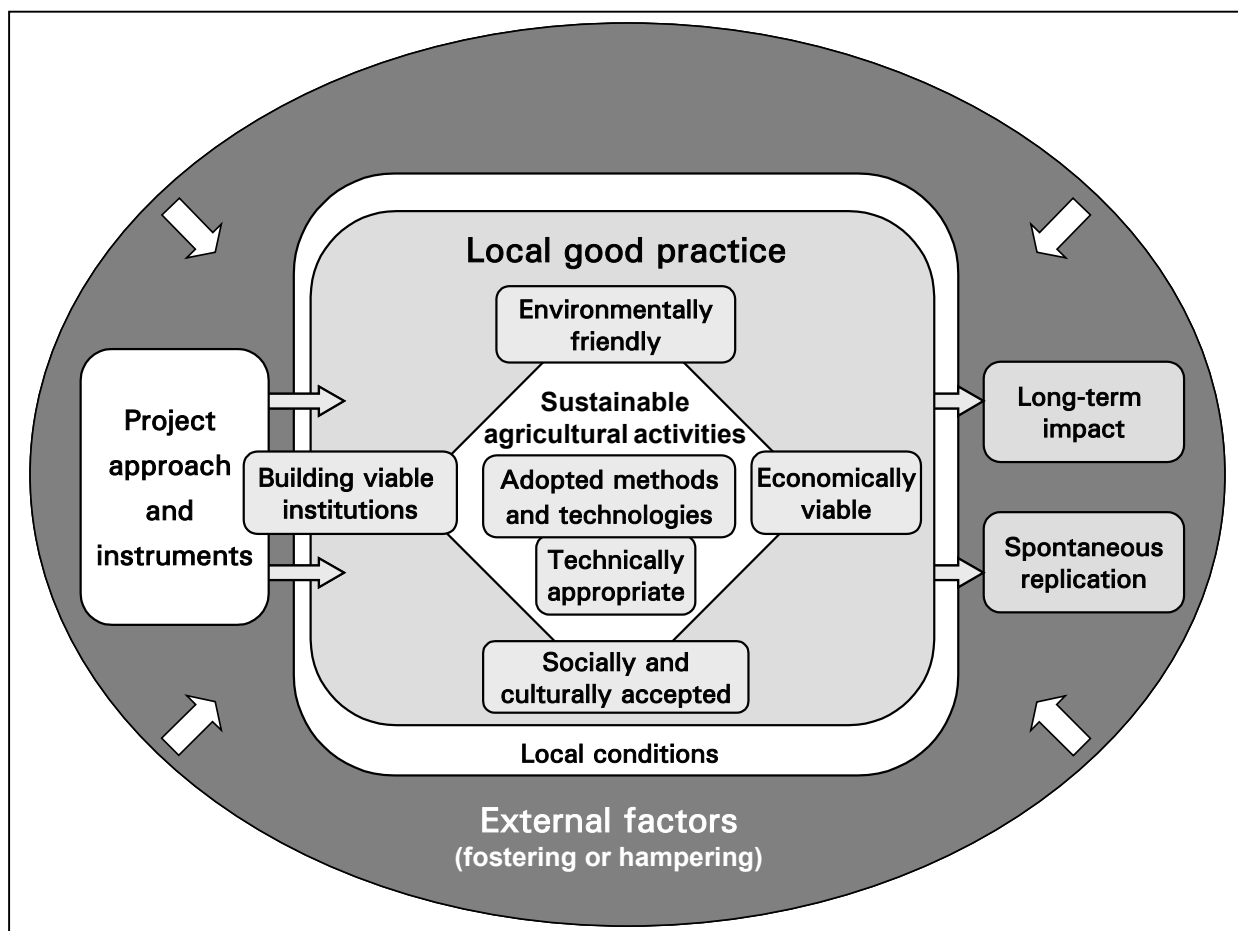 Local good practice
Environmentally
friendly
Project
approach
and
instruments
Building viable
institutions
Sustainable
agricultural activities
Adopted methods
and technologies
Technically
appropriate
Economically
viable
Socially and
culturally accepted
Long-term
impact
Spontaneous
replication
Local conditions
External factors
(fostering or hampering)